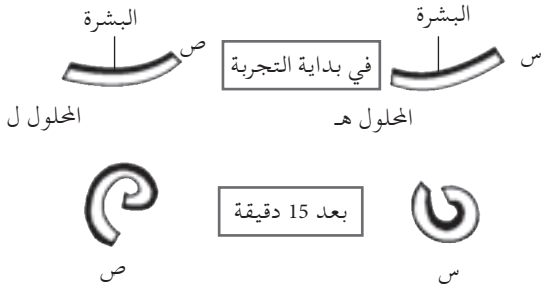 البشرة
س
في بداية التجربة
البشرة
ص
المحلول هـ
المحلول ل
بعد 15 دقيقة
س
ص